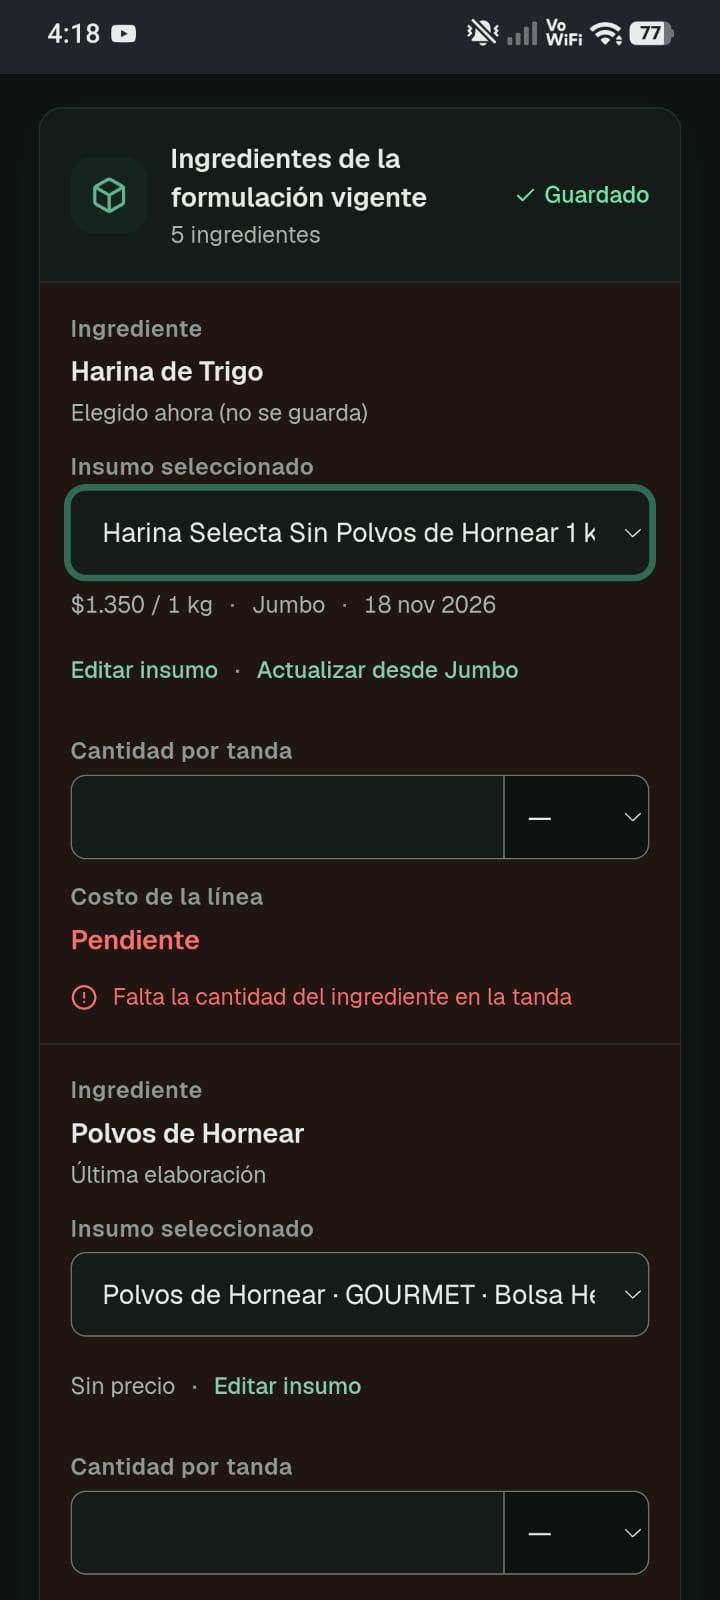 4:18
Vo
WiFi
77
Ingredientes de la
formulación vigente
5 ingredientes
Guardado
Ingrediente
Harina de Trigo
Elegido ahora (no se guarda)
Insumo seleccionado
Harina Selecta Sin Polvos de Hornear 1 k
$1.350 / 1 kg · Jumbo · 18 nov 2026
Editar insumo · Actualizar desde Jumbo
Cantidad por tanda
—
Costo de la línea
Pendiente
Falta la cantidad del ingrediente en la tanda
Ingrediente
Polvos de Hornear
Última elaboración
Insumo seleccionado
Polvos de Hornear · GOURMET · Bolsa He
Sin precio · Editar insumo
Cantidad por tanda
—